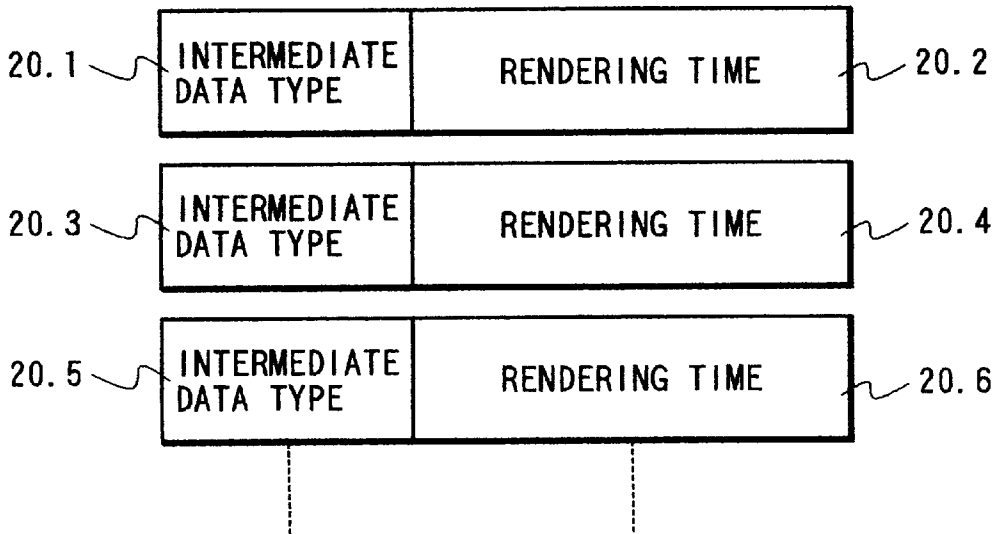 20.1
INTERMEDIATE
DATA TYPE
RENDERING TIME
20.2
20.3
INTERMEDIATE
DATA TYPE
RENDERING TIME
20.4
20.5
INTERMEDIATE
DATA TYPE
RENDERING TIME
20.6